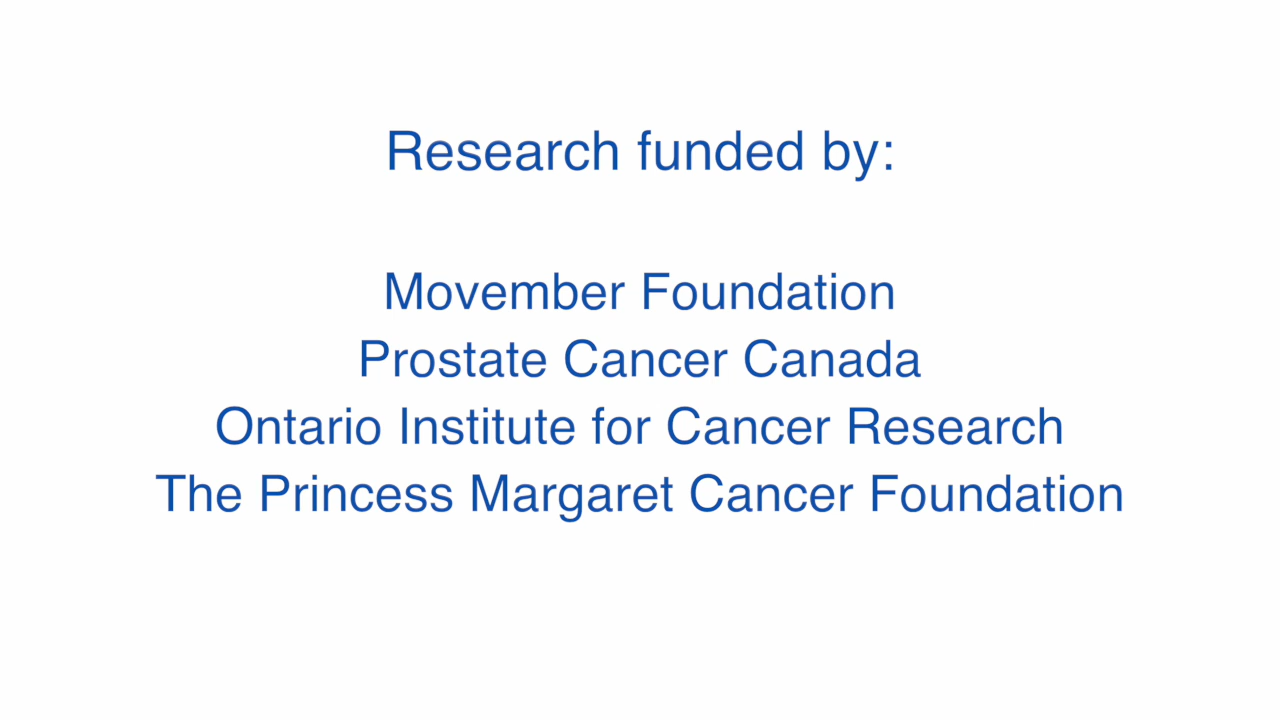 Research funded by:
Movember Foundation
Prostate Cancer Canada
Ontario Institute for Cancer Research
The Princess Margaret Cancer Foundation